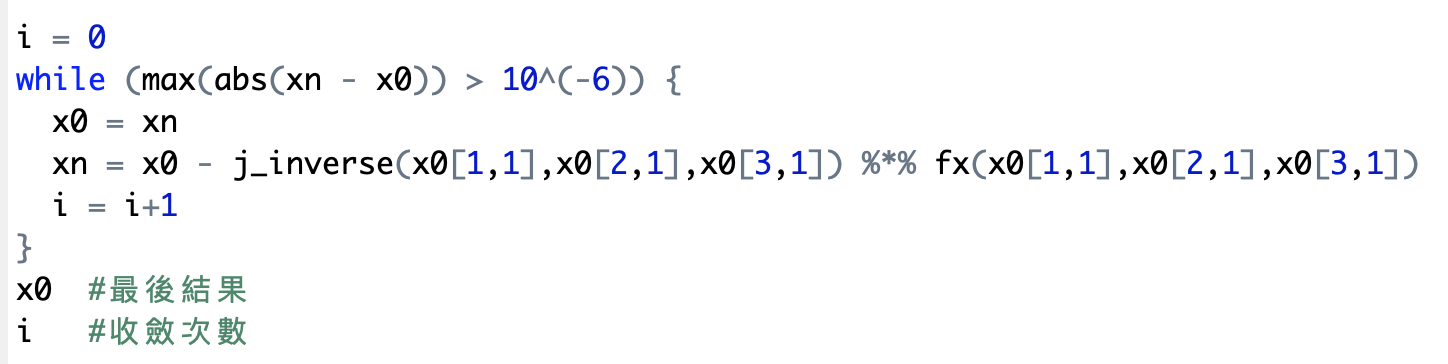 i = 0
while (max(abs(xn - x0)) > 10^(-6)) {
  x0 = xn
  xn = x0 - j_inverse(x0[1,1],x0[2,1],x0[3,1]) %*% fx(x0[1,1],x0[2,1],x0[3,1])
  i = i+1
}
x0  #最後結果
i   #收斂次數